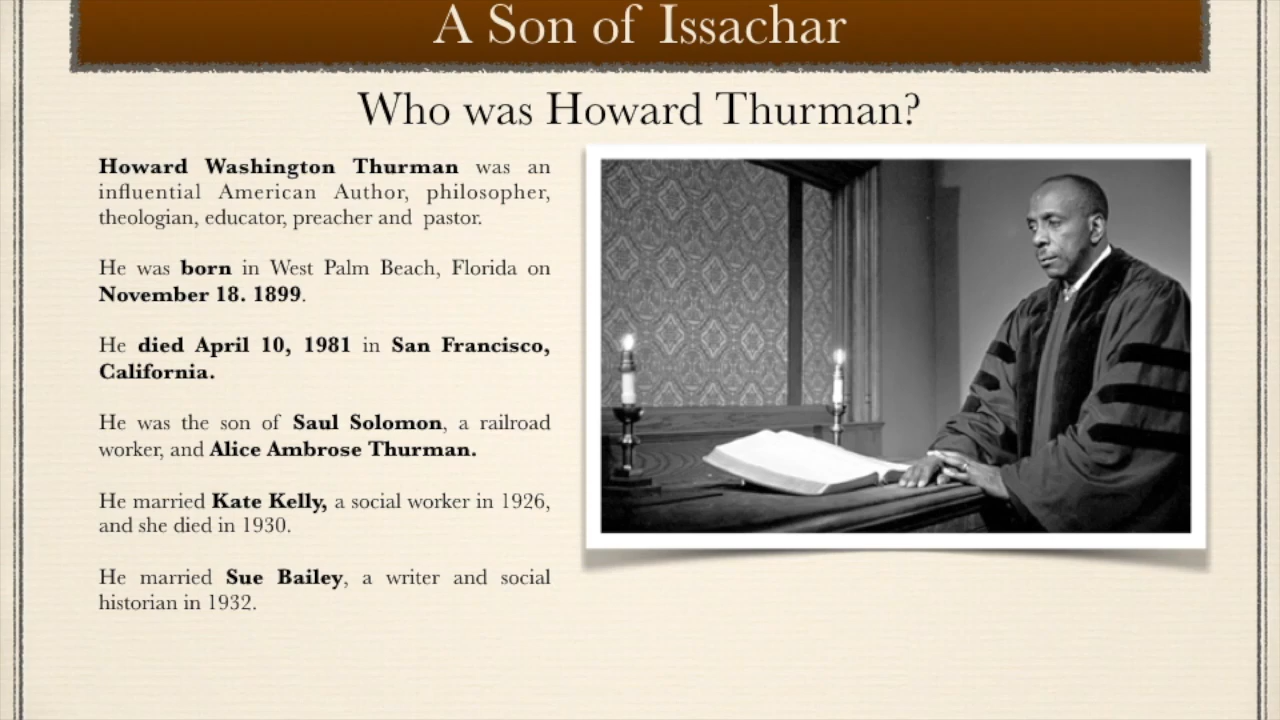 A Son of Issachar
Who was Howard Thurman?
Howard Washington Thurman was an
influential American Author, philosopher,
theologian, educator, preacher and pastor.
He was born in West Palm Beach, Florida on
November 18. 1899.
He died April 10, 1981 in San Francisco,
California.
He was the son of Saul Solomon, a railroad
worker, and Alice Ambrose Thurman.
He married Kate Kelly, a social worker in 1926,
and she died in 1930.
He married Sue Bailey, a writer and social
historian in 1932.